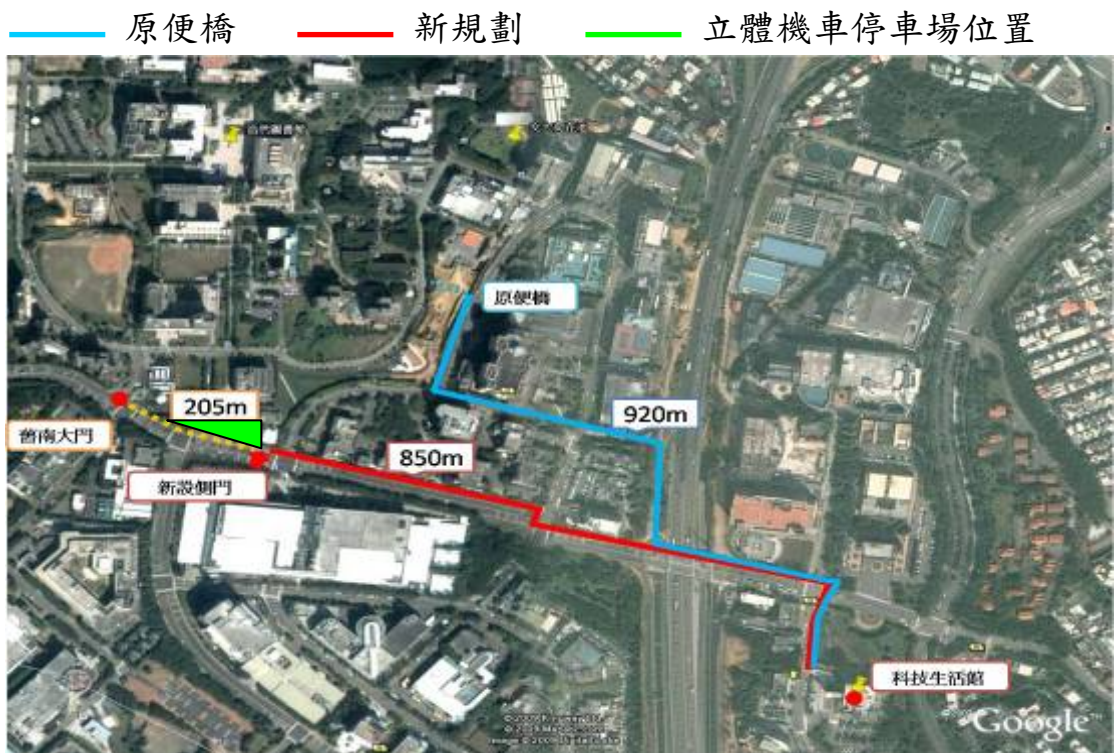 原便橋
新規劃
立體機車停車場位置
原便橋
205m
920m
舊南大門
850m
新設側門
科技生活館
Google